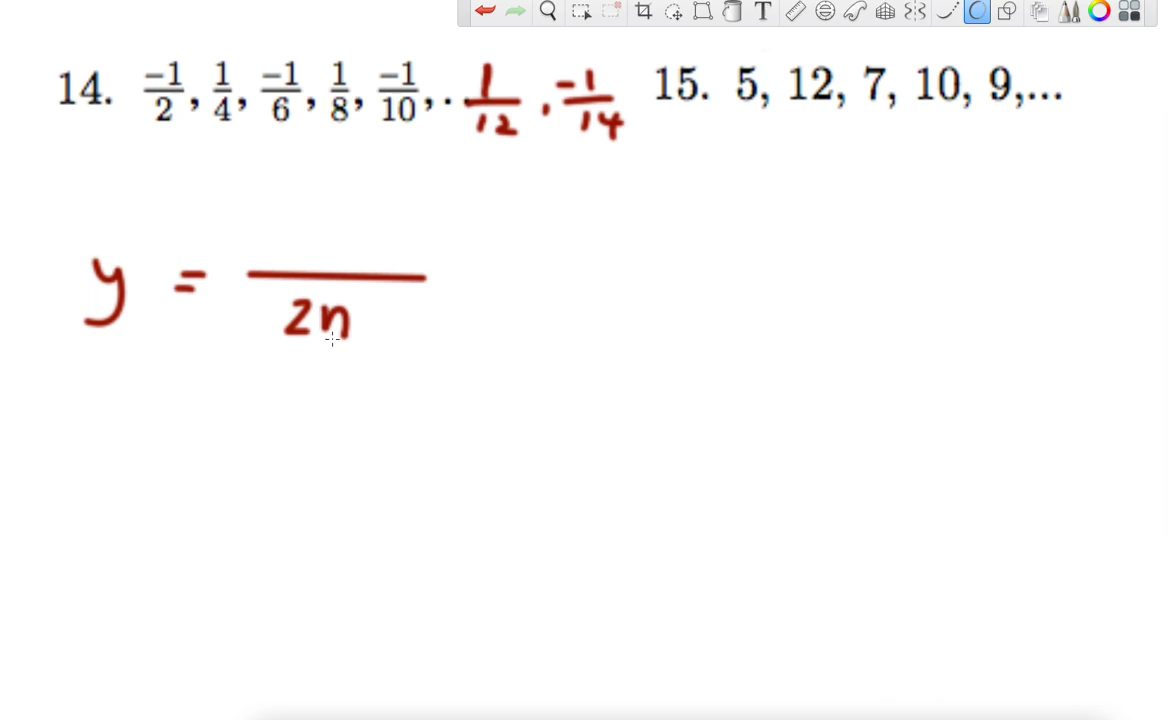 14. -1/2, 1/4, -1/6, 1/8, -1/10, . . 1/12, -1/14
15. 5, 12, 7, 10, 9,...
y = /2n